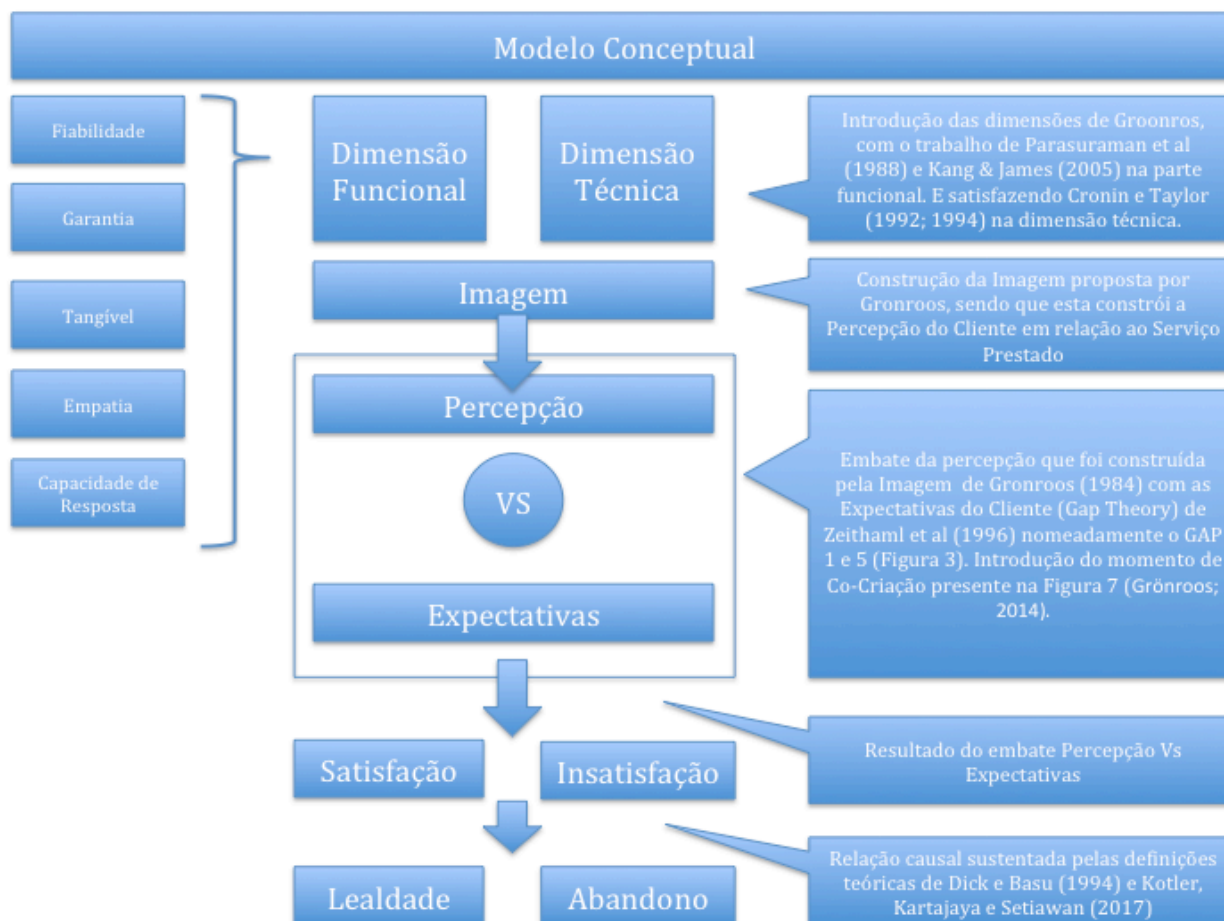 Modelo Conceptual
Fiabilidade
Garantia
Tangível
Empatia
Capacidade de
Resposta
Dimensão
Funcional
Dimensão
Técnica
Imagem
Percepção
VS
Expectativas
Satisfação
Insatisfação
Lealdade
Abandono
Introdução das dimensões de Groonros,
com o trabalho de Parasuraman et al
(1988) e Kang & James (2005) na parte
funcional. E satisfazendo Cronin e Taylor
(1992; 1994) na dimensão técnica.
Construção da Imagem proposta por
Gronroos, sendo que esta constrói a
Percepção do Cliente em relação ao Serviço
Prestado
Embate da percepção que foi construída
pela Imagem de Gronroos (1984) com as
Expectativas do Cliente (Gap Theory) de
Zeithaml et al (1996) nomeadamente o GAP
1 e 5 (Figura 3). Introdução do momento de
Co-Criação presente na Figura 7 (Grönroos;
2014).
Resultado do embate Percepção Vs
Expectativas
Relação causal sustentada pelas definições
teóricas de Dick e Basu (1994) e Kotler,
Kartajaya e Setiawan (2017)